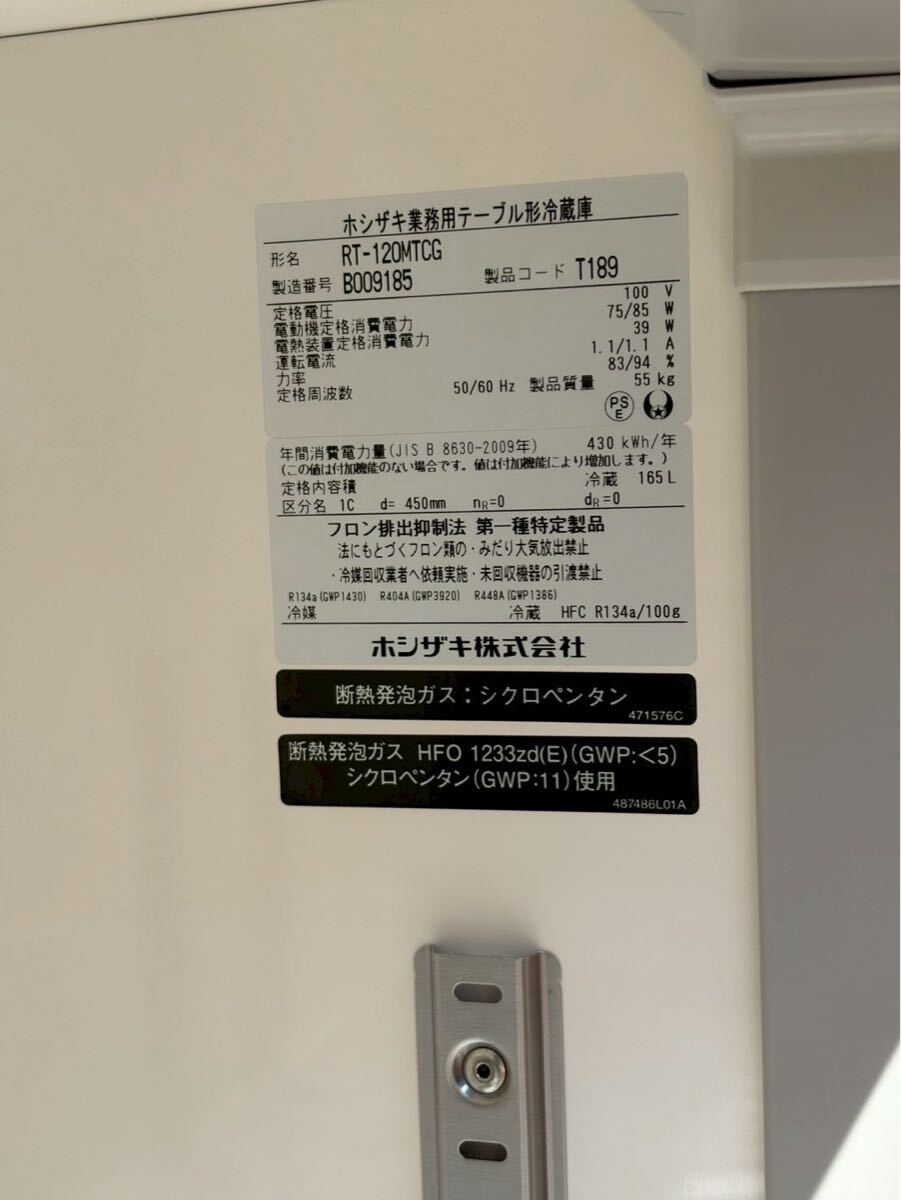 ホシザキ業務用テーブル形冷蔵庫
形名 RT-120MTCG
製造番号 B009185 製品コード T189
定格電圧 100 V
電動機定格消費電力 75/85 W
電熱装置定格消費電力 39 W
運転電流 1.1/1.1 A
力率 83/94 %
定格周波数 50/60 Hz 製品質量 55 kg
PS
E
年間消費電力量(JIS B 8630-2009年) 430 kWh/年
(この値は付加機能のない場合です。値は付加機能により増加します。)
定格内容積 冷蔵 165 L
区分名 1C d= 450mm nR=0 dR=0
フロン排出抑制法 第一種特定製品
法にもとづくフロン類の・みだり大気放出禁止
・冷媒回収業者へ依頼実施・未回収機器の引渡禁止
R134a(GWP1430) R404A(GWP3920) R448A(GWP1386)
冷媒 冷蔵 HFC R134a/100g
ホシザキ株式会社
断熱発泡ガス:シクロペンタン
471576C
断熱発泡ガス HFO 1233zd(E)(GWP:<5)
シクロペンタン(GWP:11)使用
487486L01A